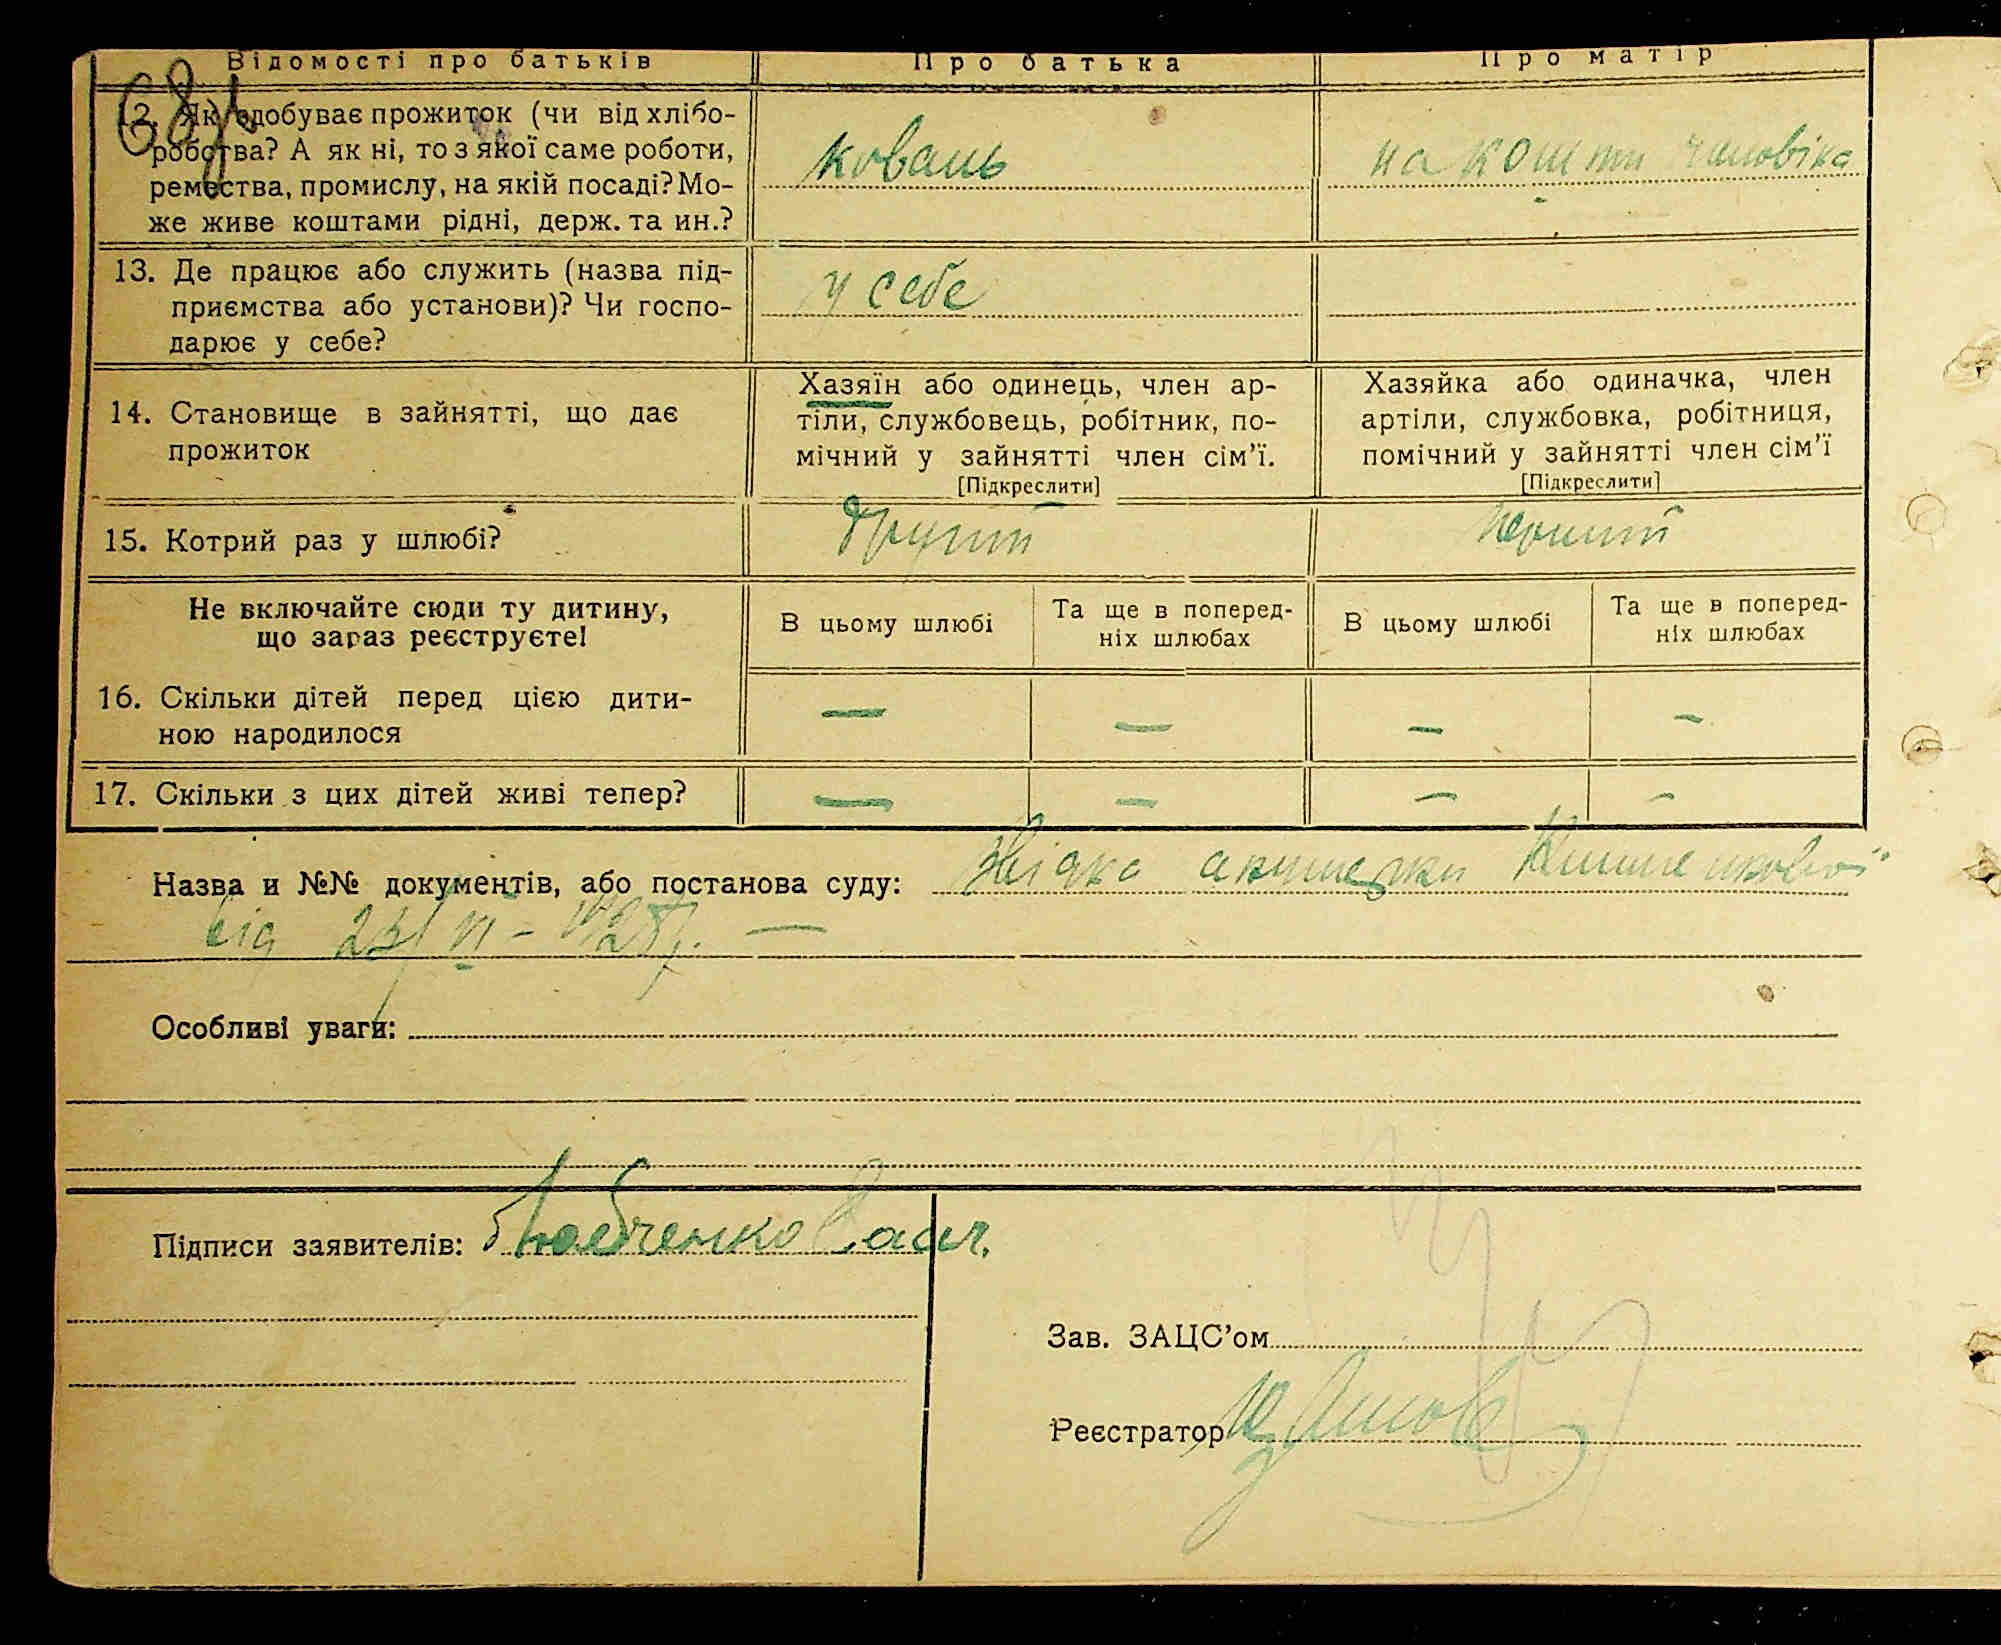 Відомості про батьків
Про батька
Про матір
12. Як здобуває прожиток (чи від хлібо-
робства? А як ні, то з якої саме роботи,
ремества, промислу, на якій посаді? Мо-
же живе коштами рідні, держ. та ин.?
коваль
на кошти чоловіка
13. Де працює або служить (назва під-
приємства або установи)? Чи госпо-
дарює у себе?
у себе
14. Становище в зайнятті, що дає
прожиток
Хазяїн або одинець, член ар-
тіли, службовець, робітник, по-
мічний у зайнятті член сім’ї.
[Підкреслити]
Хазяйка або одиначка, член
артіли, службовка, робітниця,
помічний у зайнятті член сім’ї
[Підкреслити]
15. Котрий раз у шлюбі?
другий
перший
Не включайте сюди ту дитину,
що зараз реєструєте!
В цьому шлюбі
Та ще в поперед-
ніх шлюбах
В цьому шлюбі
Та ще в поперед-
ніх шлюбах
16. Скільки дітей перед цією дити-
ною народилося
— — — —
17. Скільки з цих дітей живі тепер?
— — — —
Назва и №№ документів, або постанова суду: акушерки
від 23/VI – 1928р. —
Особливі уваги:
Підписи заявителів:
Зав. ЗАЦС’ом
Реєстратор